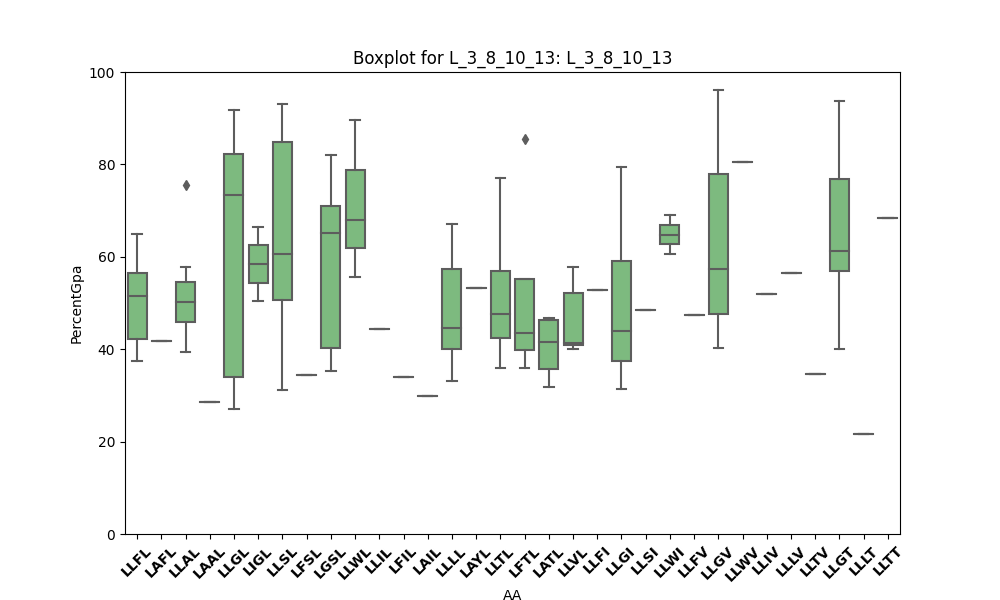 Boxplot for L_3_8_10_13: L_3_8_10_13
100
80
60
40
20
0
PercentGpa
LLFL LAFL LLAL LAAL LLGL LIGL LLSL LFSL LGSL LLWL LLIL LFIL LAIL LLLL LAYL LLTL LFTL LATL LLVL LLFI LLGI LLSI LLWI LLFV LLGV LLWV LLIV LLLV LLTV LLGT LLLT LLTT
AA